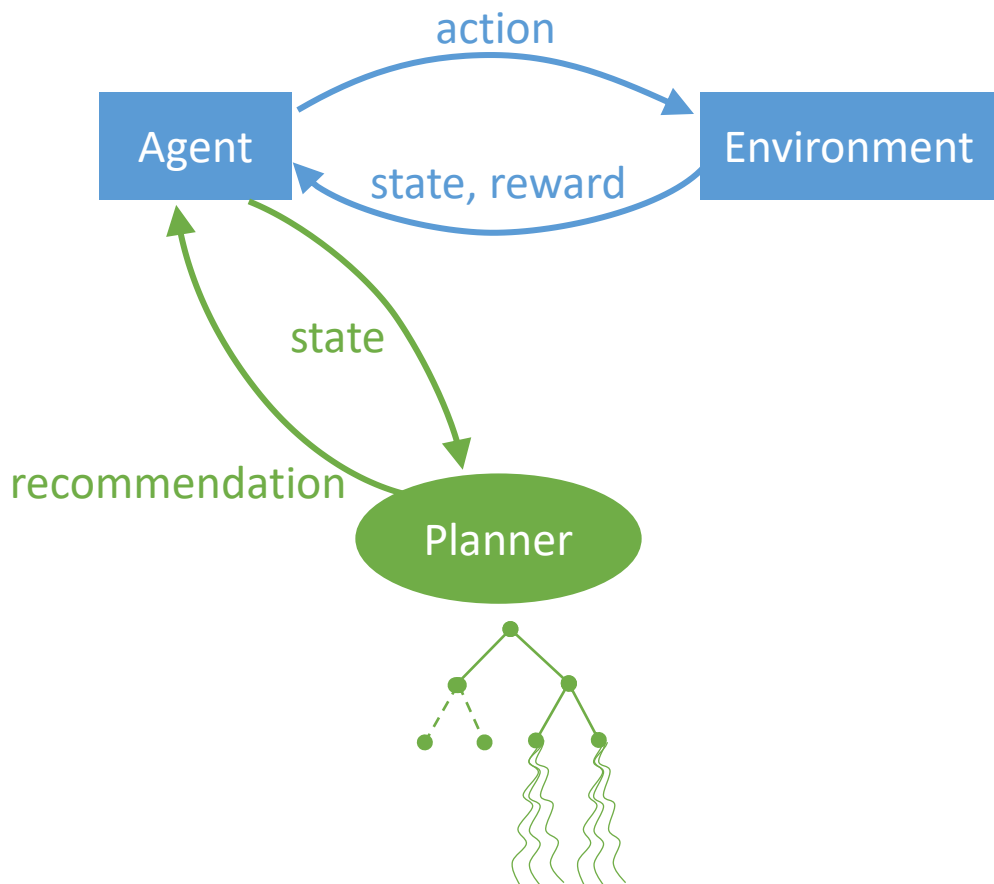 action
Agent
Environment
state, reward
state
recommendation
Planner